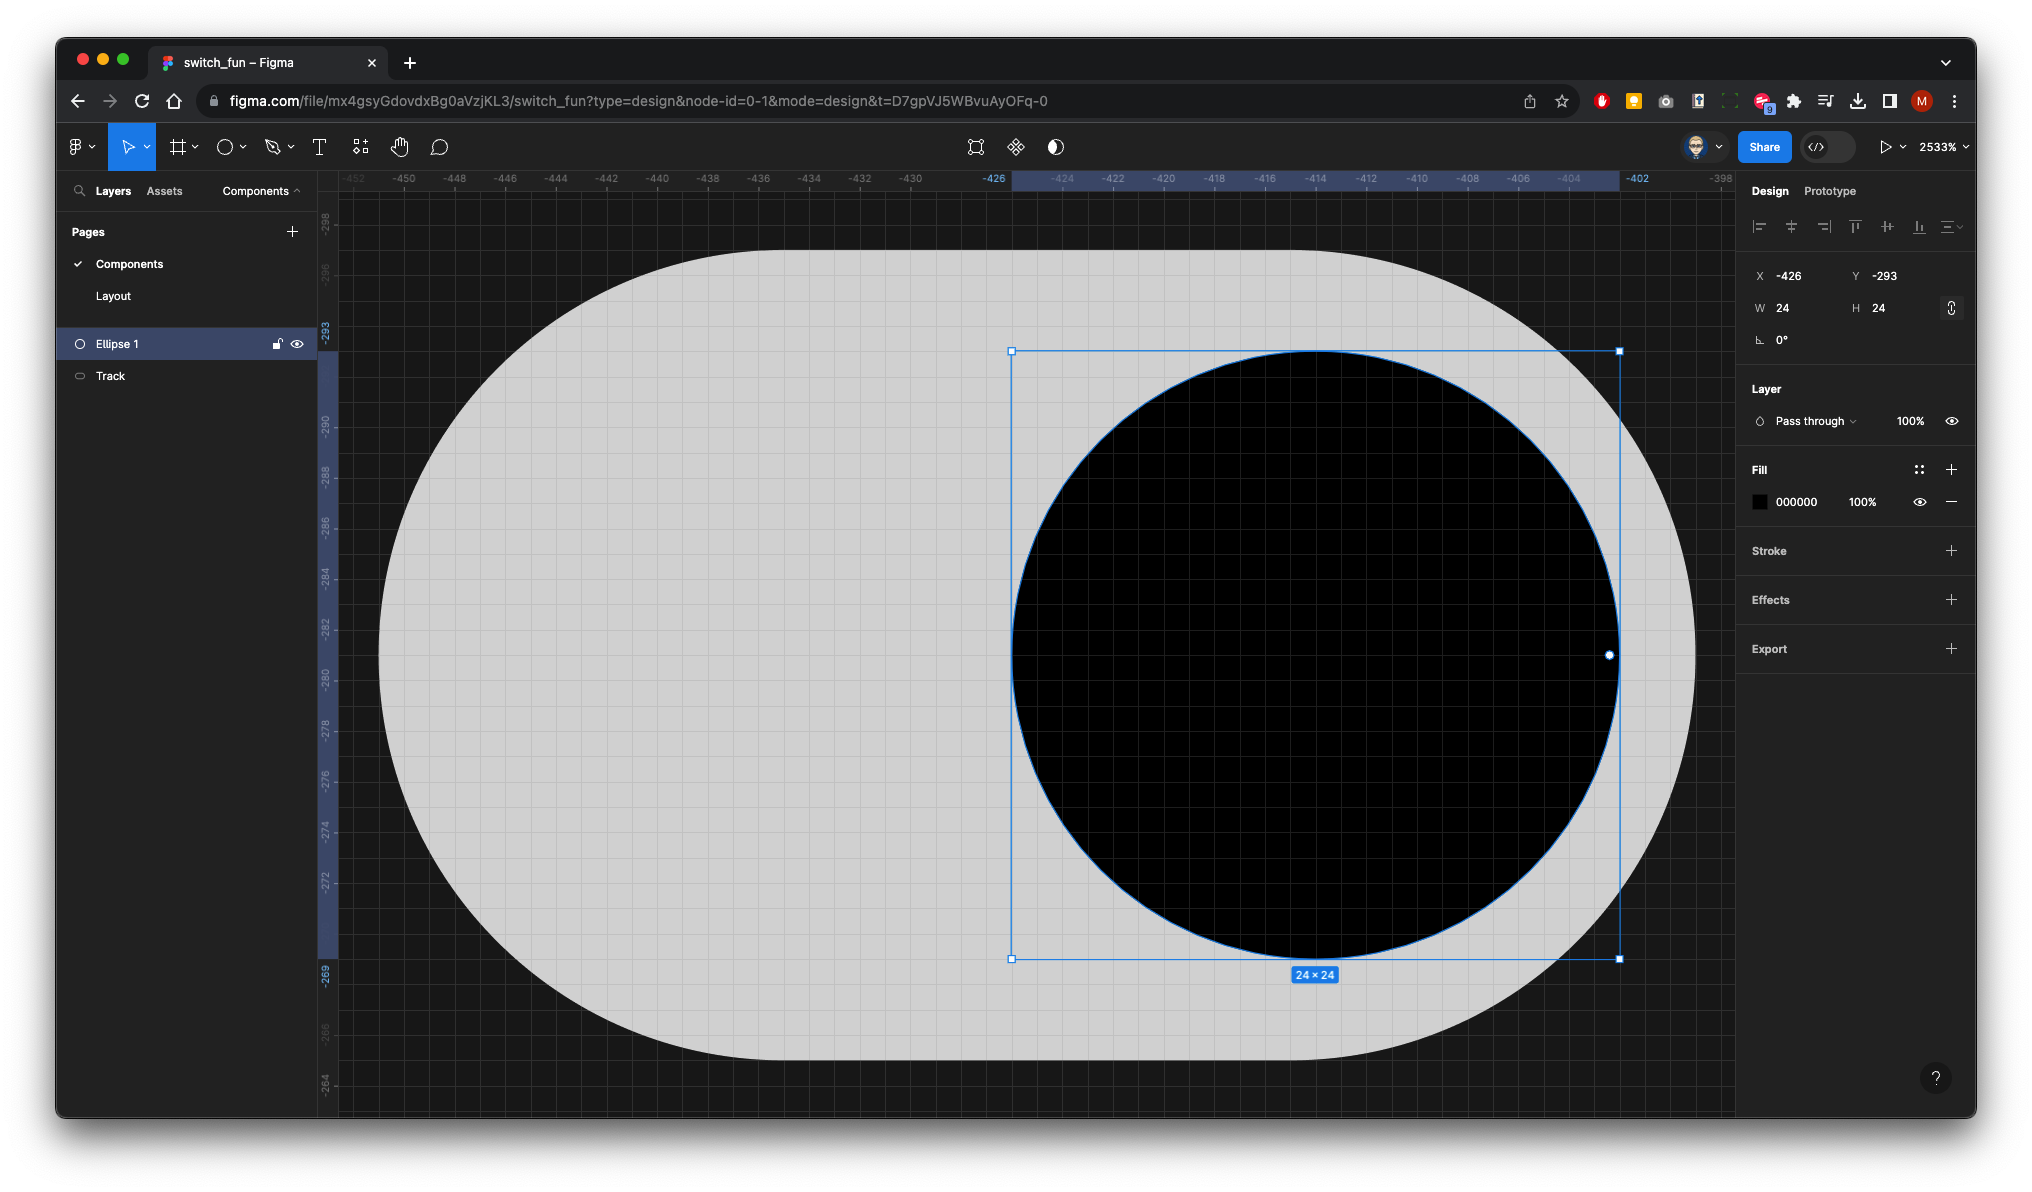 switch_fun – Figma
figma.com/file/mx4gsyGdovdxBg0aVzjKL3/switch_fun?type=design&node-id=0-1&mode=design&t=D7gpVJ5WBvuAyOFq-0
9
M
Share
2533%
Layers
Assets
Components
-452
-450
-448
-446
-444
-442
-440
-438
-436
-434
-432
-430
-426
-424
-422
-420
-418
-416
-414
-412
-410
-408
-406
-404
-402
-398
Design
Prototype
Pages
Components
Layout
Ellipse 1
Track
-298
-296
-293
-290
-288
-286
-284
-282
-280
-278
-276
-274
-272
-269
-266
-264
24 × 24
X -426
Y -293
W 24
H 24
0°
Layer
Pass through 100%
Fill
000000 100%
Stroke
Effects
Export
?